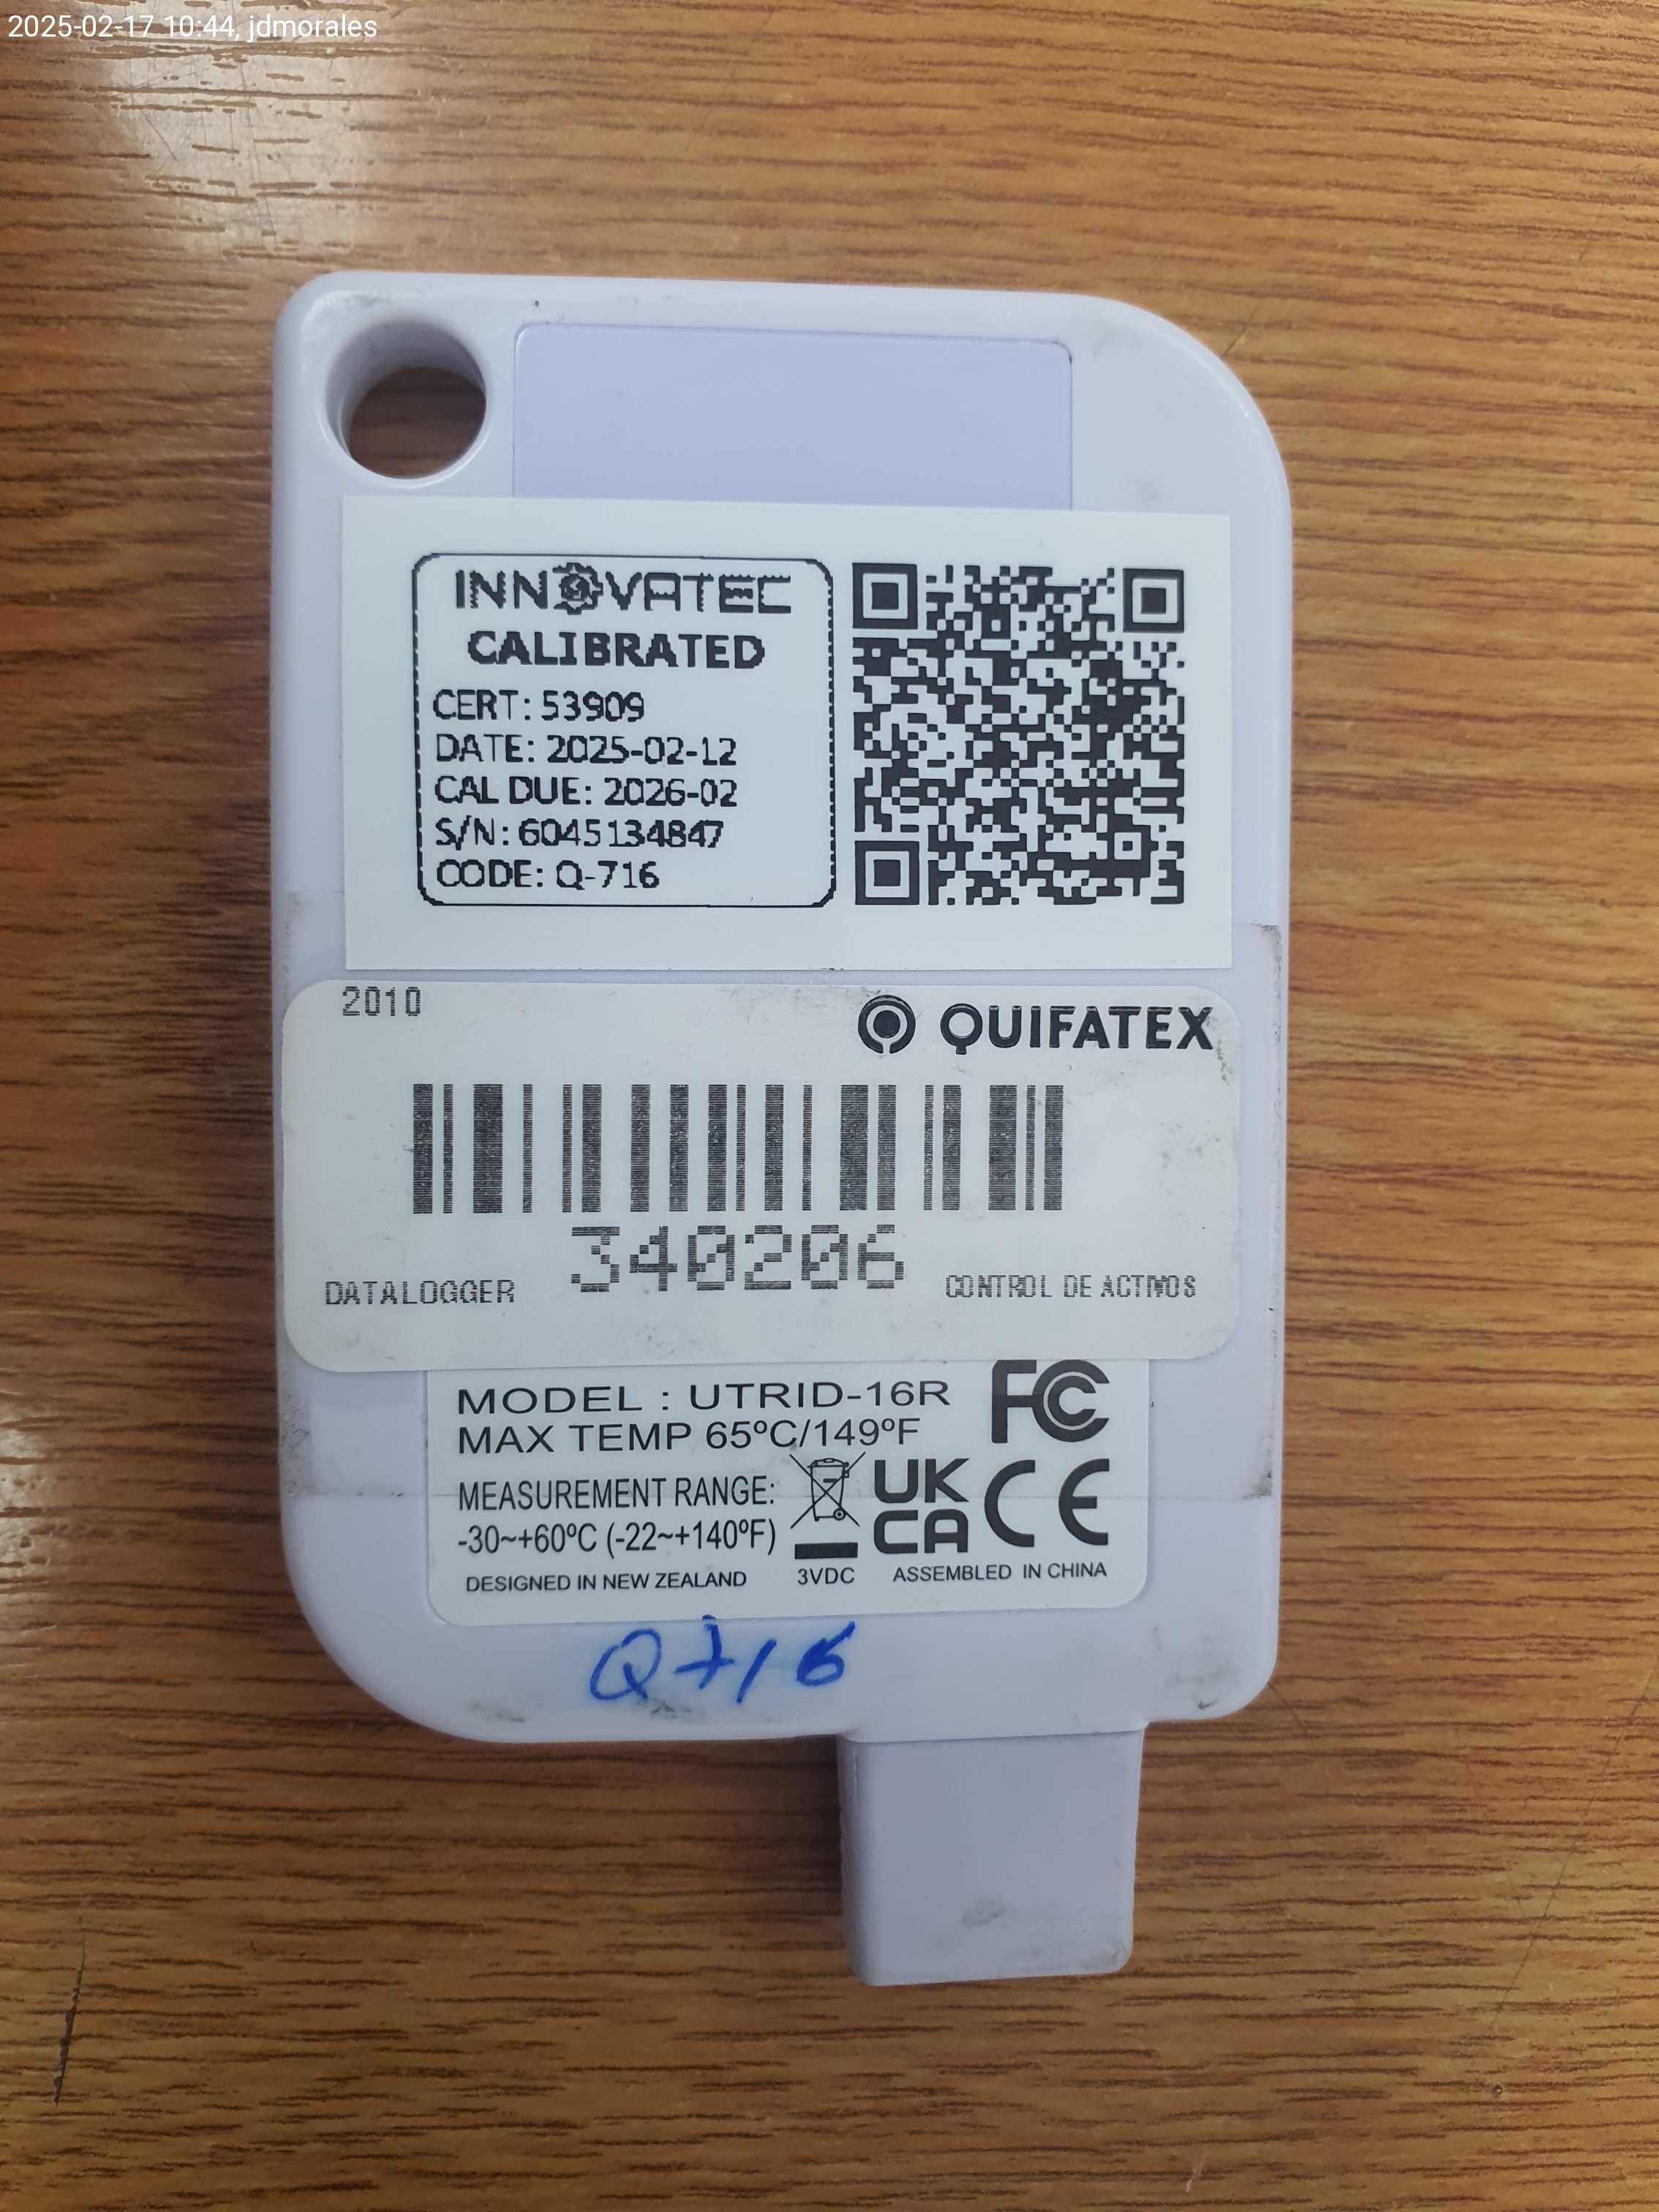 2025-02-17 10:44, jdmorales
INNOVATEC
CALIBRATED
CERT: 53909
DATE: 2025-02-12
CAL DUE: 2026-02
S/N: 6045134847
CODE: Q-716
2010
QUIFATEX
340206
DATALOGGER
CONTROL DE ACTIVOS
MODEL : UTRID-16R
FC
MAX TEMP 65ºC/149ºF
MEASUREMENT RANGE:
-30~+60ºC (-22~+140ºF)
UK
CA
CE
DESIGNED IN NEW ZEALAND
3VDC
ASSEMBLED IN CHINA
Q716